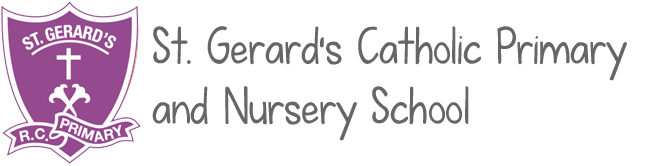 ST. GERARD'S
R.C. PRIMARY
St. Gerard's Catholic Primary
and Nursery School